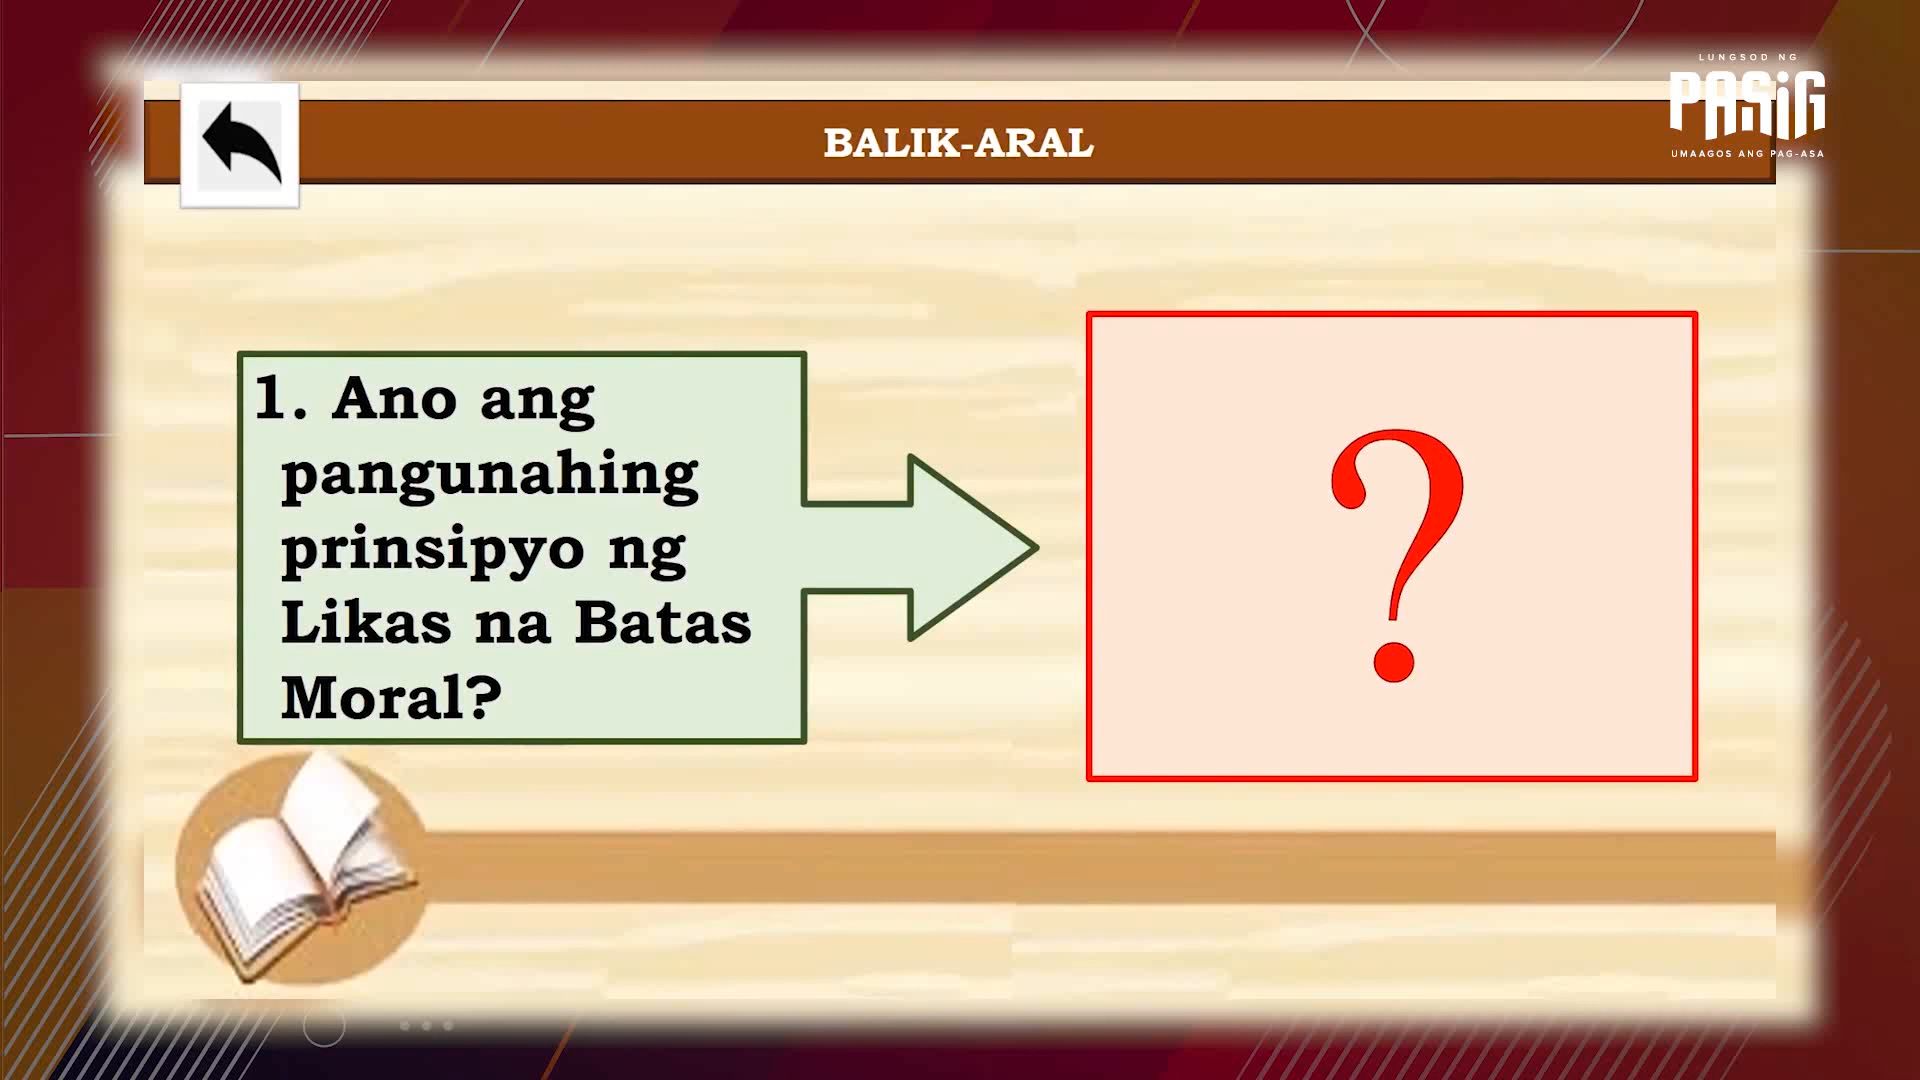 LUNGSOD NG
PASIG
UMAAGOS ANG PAG-ASA
BALIK-ARAL
1. Ano ang
pangunahing
prinsipyo ng
Likas na Batas
Moral?
?